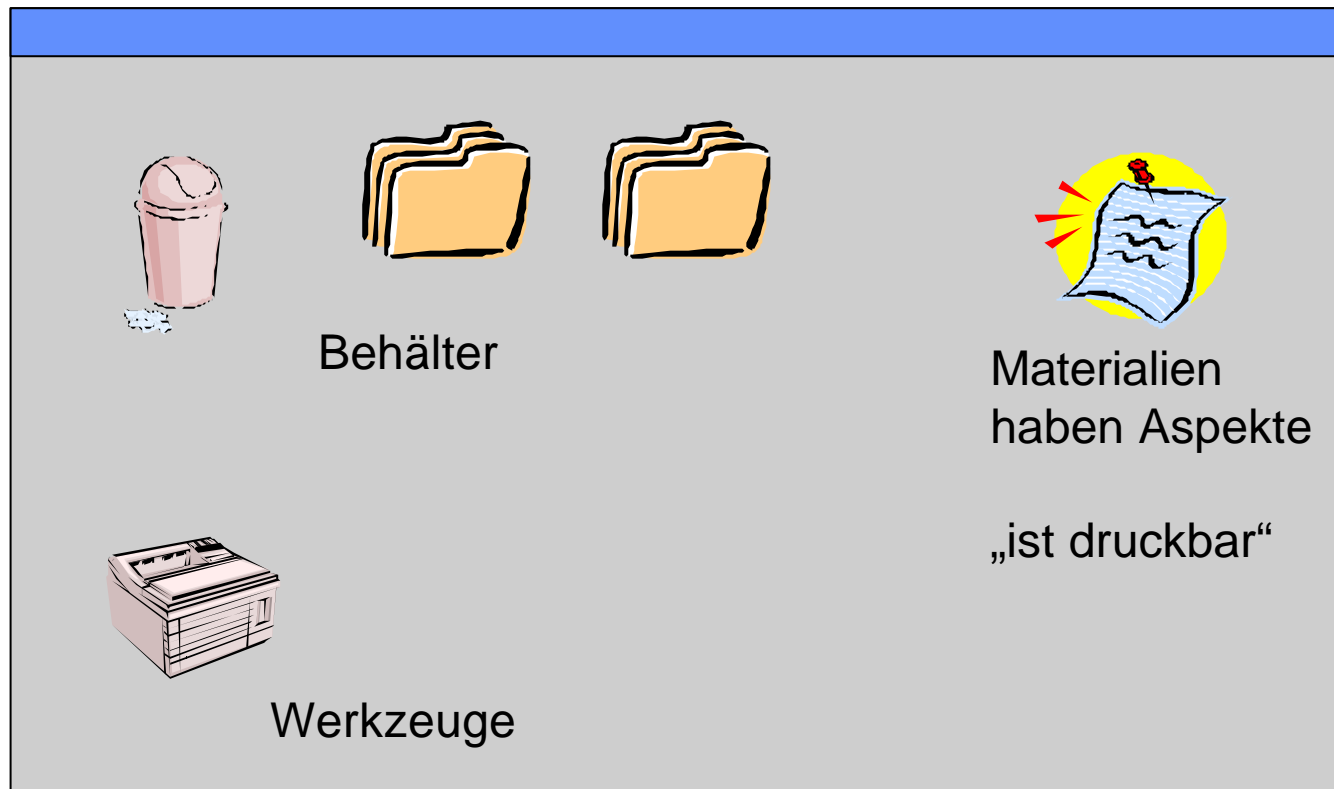 Behälter
Materialien
haben Aspekte
„ist druckbar“
Werkzeuge